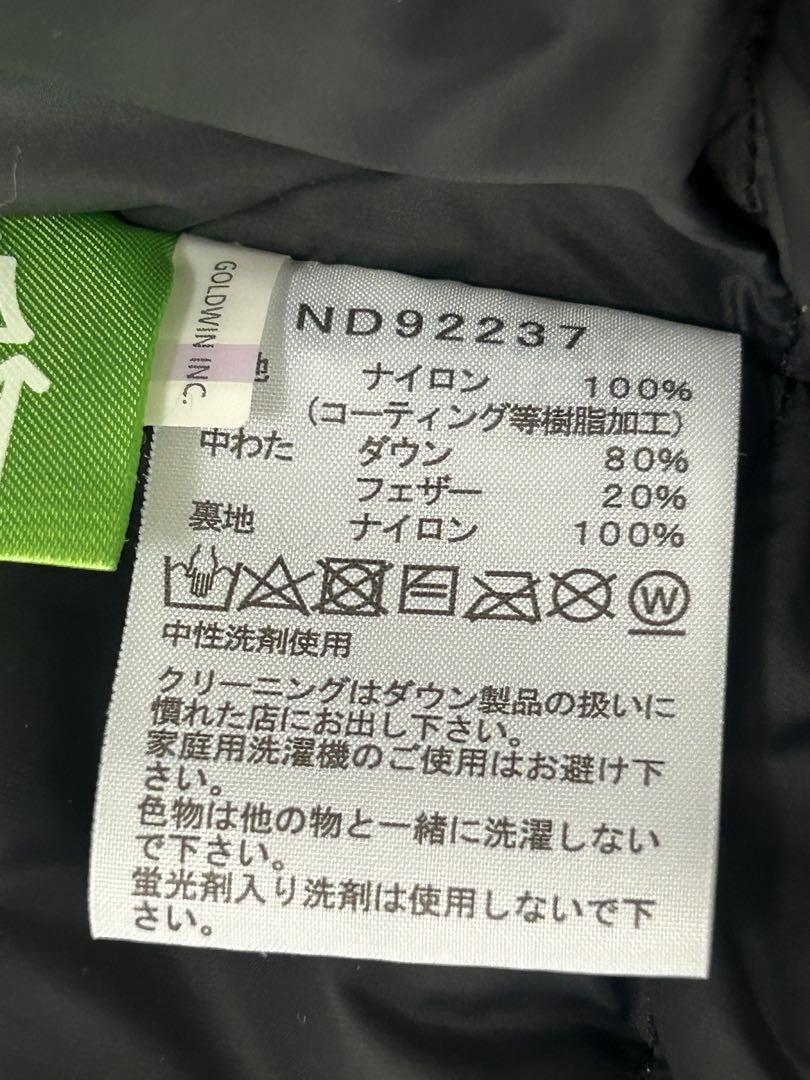 GOLDWIN INC.
ND92237
ナイロン 100%
(コーティング等樹脂加工)
中わた ダウン 80%
フェザー 20%
裏地 ナイロン 100%
W
中性洗剤使用
クリーニングはダウン製品の扱いに
慣れた店にお出し下さい。
家庭用洗濯機のご使用はお避け下
さい。
色物は他の物と一緒に洗濯しない
で下さい。
蛍光剤入り洗剤は使用しないで下
さい。